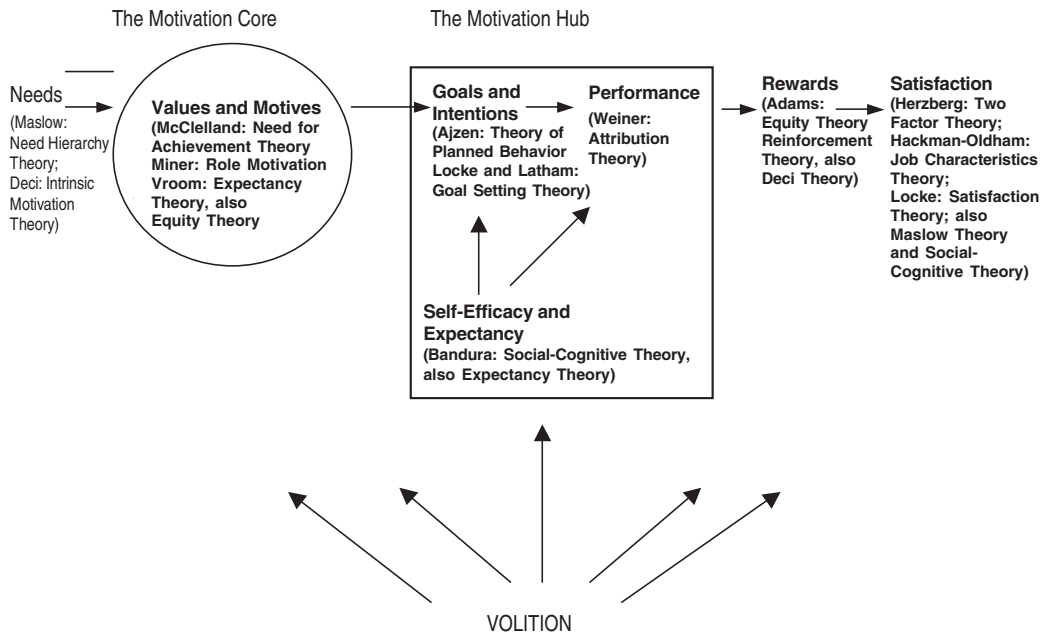 The Motivation Core
The Motivation Hub
Needs
(Maslow:
Need Hierarchy
Theory;
Deci: Intrinsic
Motivation
Theory)
Values and Motives
(McClelland: Need for
Achievement Theory
Miner: Role Motivation
Vroom: Expectancy
Theory, also
Equity Theory
Goals and
Intentions
(Ajzen: Theory of
Planned Behavior
Locke and Latham:
Goal Setting Theory)
Performance
(Weiner:
Attribution
Theory)
Self-Efficacy and
Expectancy
(Bandura: Social-Cognitive Theory,
also Expectancy Theory)
Rewards
(Adams:
Equity Theory
Reinforcement
Theory, also
Deci Theory)
Satisfaction
(Herzberg: Two
Factor Theory;
Hackman-Oldham:
Job Characteristics
Theory;
Locke: Satisfaction
Theory; also
Maslow Theory
and Social-
Cognitive Theory)
VOLITION